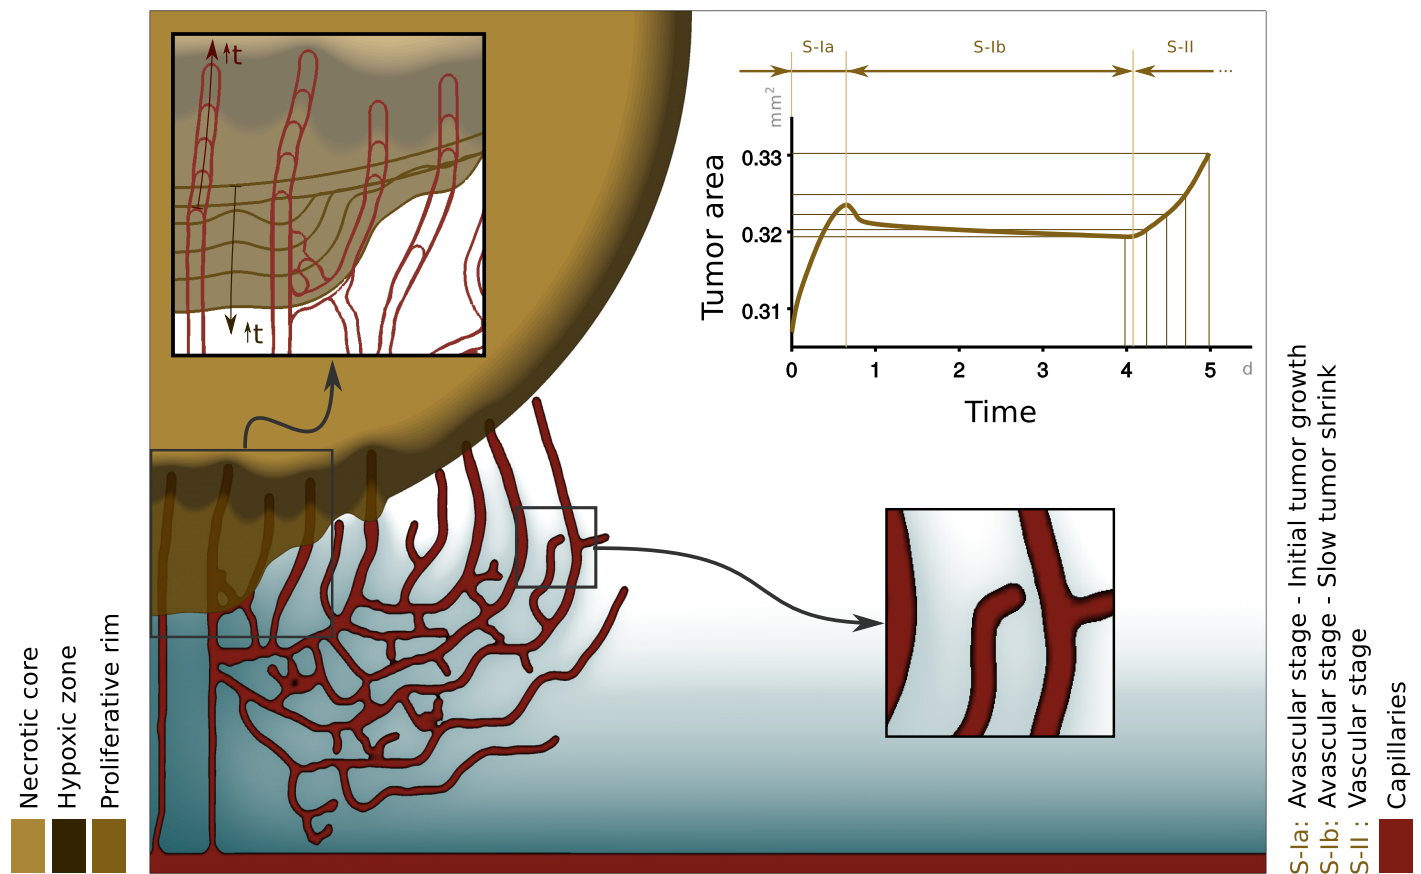 ↑t
↑t
S-Ia
S-Ib
S-II
...
mm²
Tumor area
0.33
0.32
0.31
0 1 2 3 4 5 d
Time
Necrotic core
Hypoxic zone
Proliferative rim
S-Ia: Avascular stage - Initial tumor growth
S-Ib: Avascular stage - Slow tumor shrink
S-II : Vascular stage
Capillaries